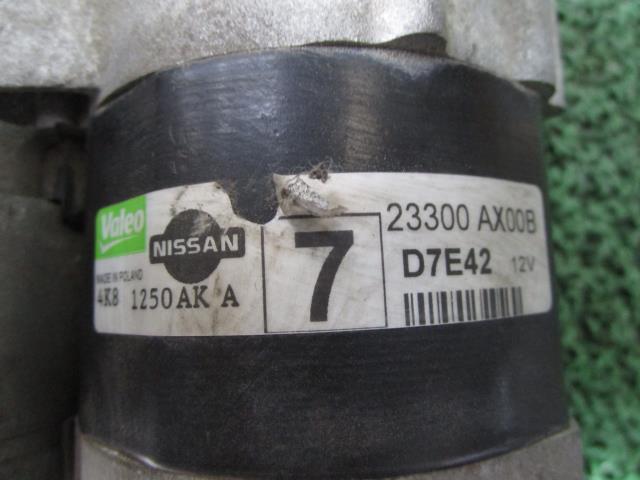 Valeo
NISSAN
MADE IN POLAND
4K8 1250AK A
7
23300 AX00B
D7E42 12V